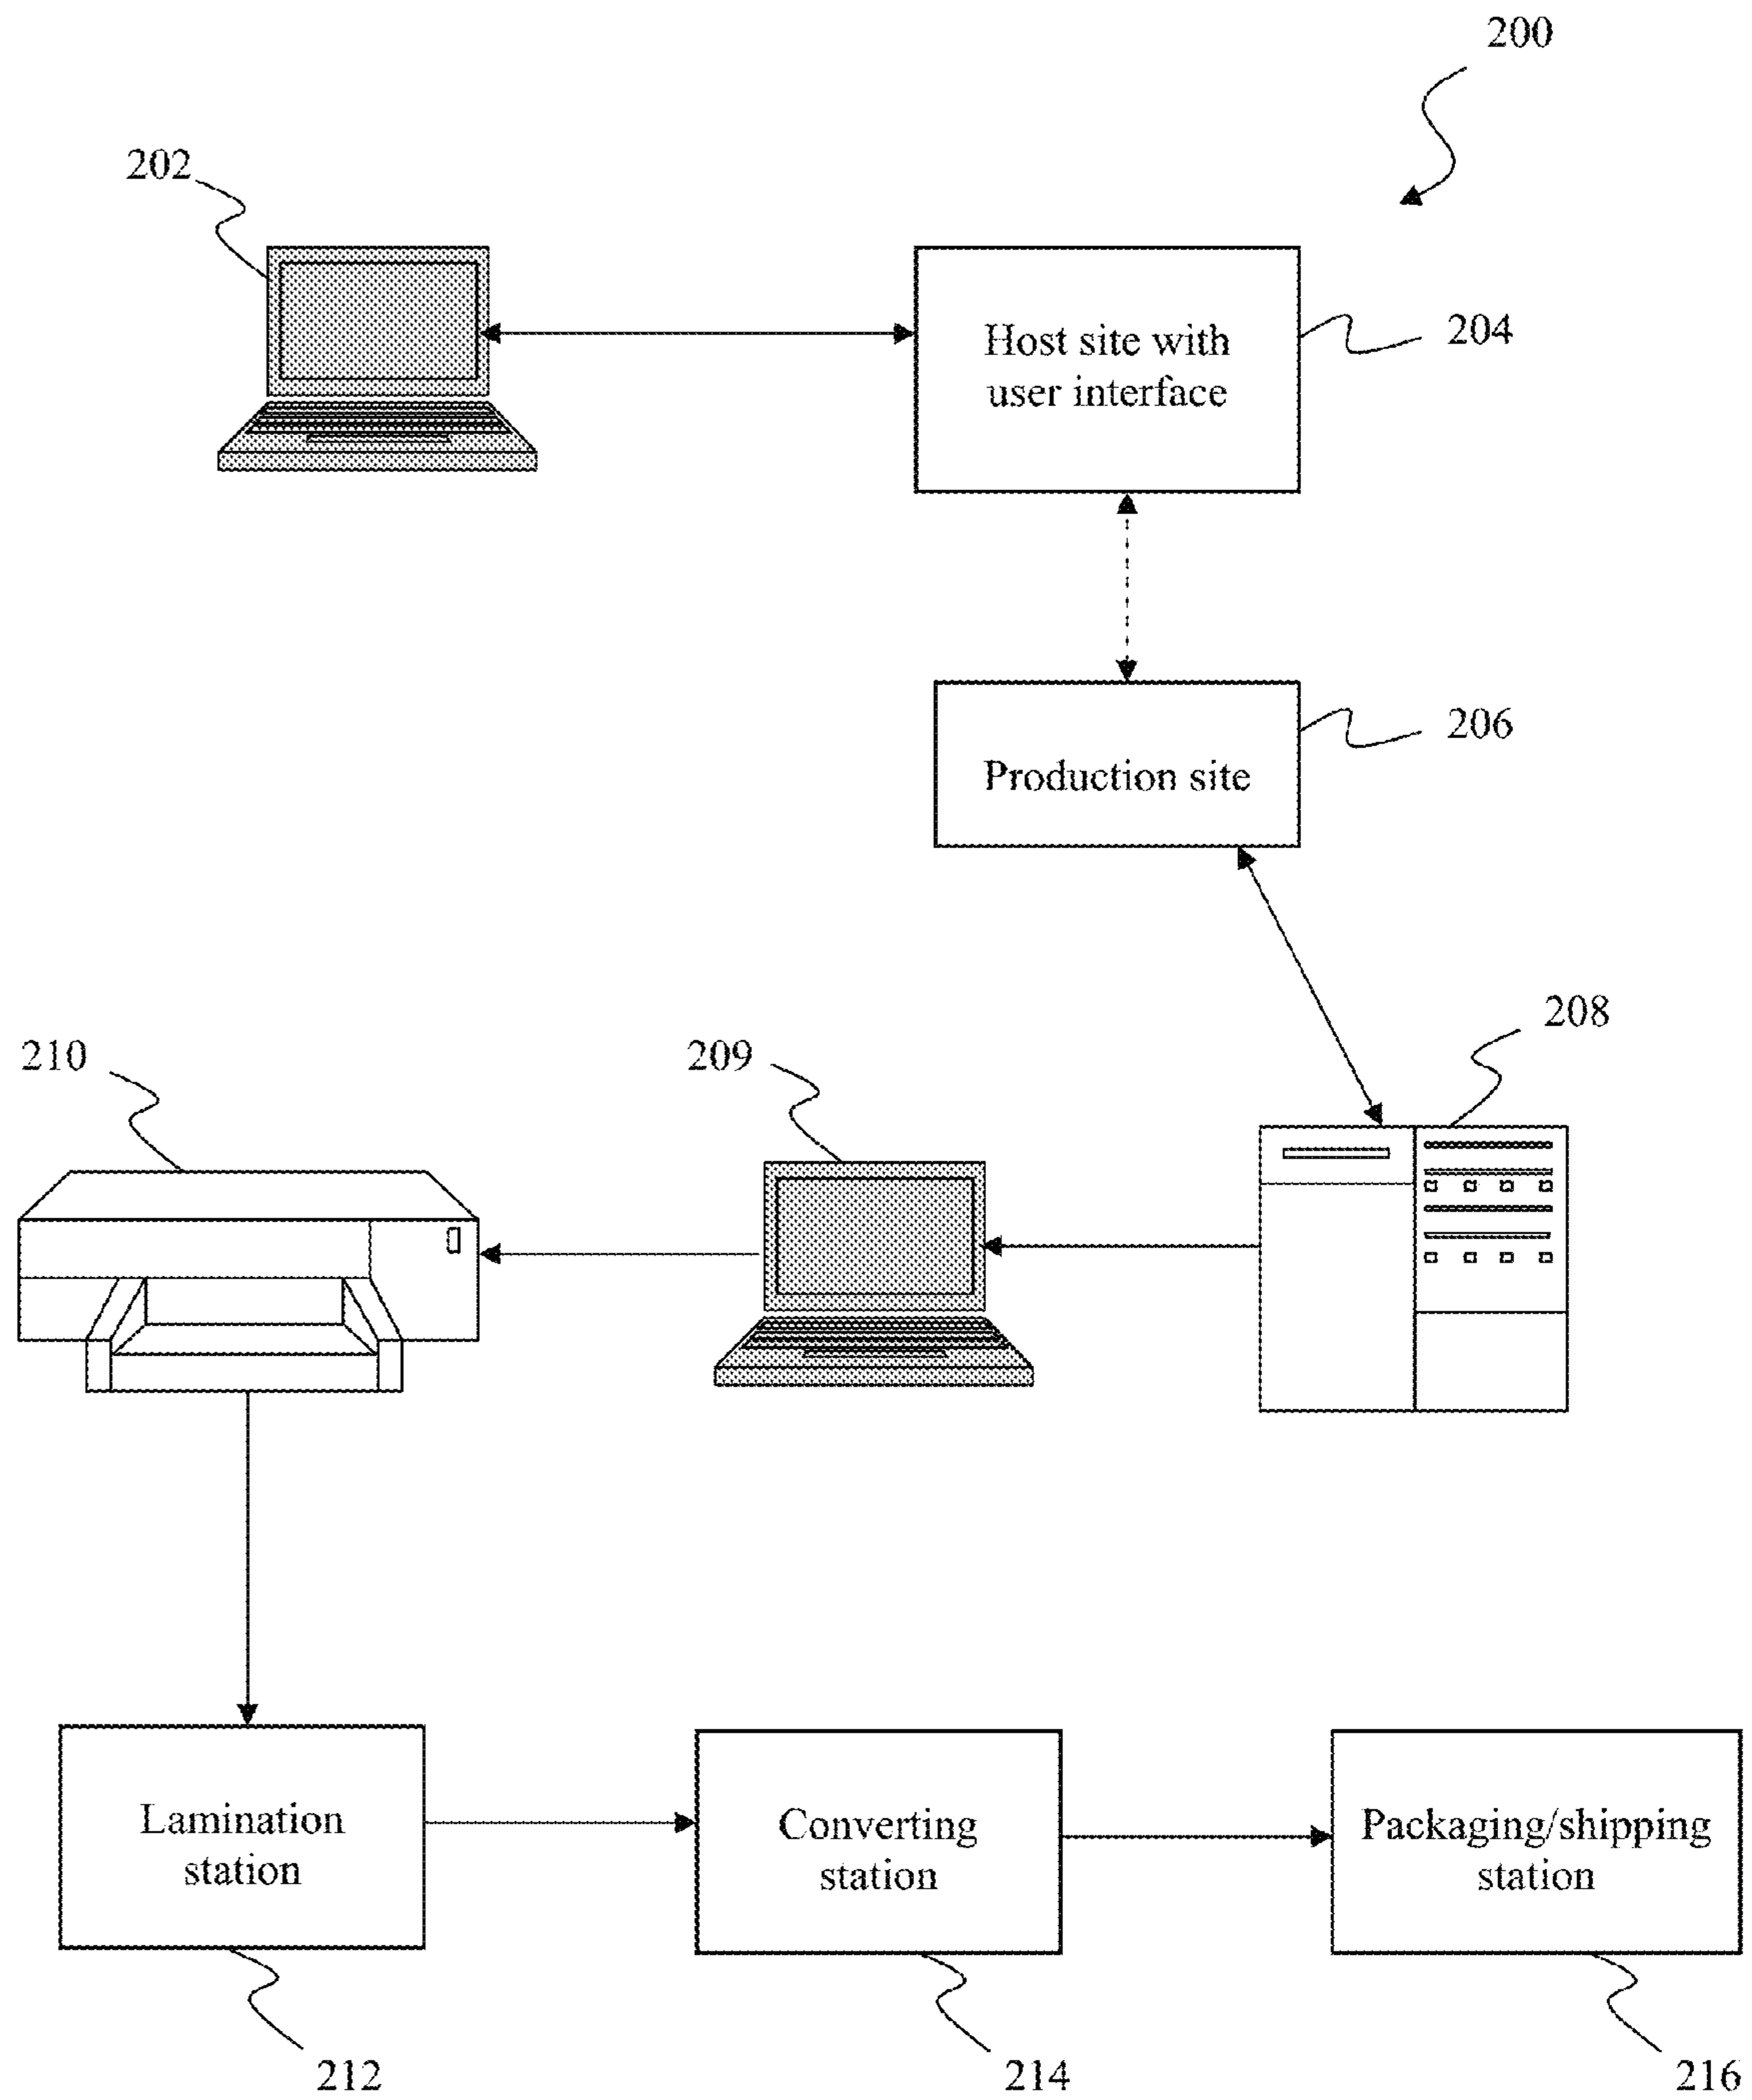 200
202
Host site with
user interface
204
206
Production site
208
210
209
Lamination
station
Converting
station
Packaging/shipping
station
212
214
216